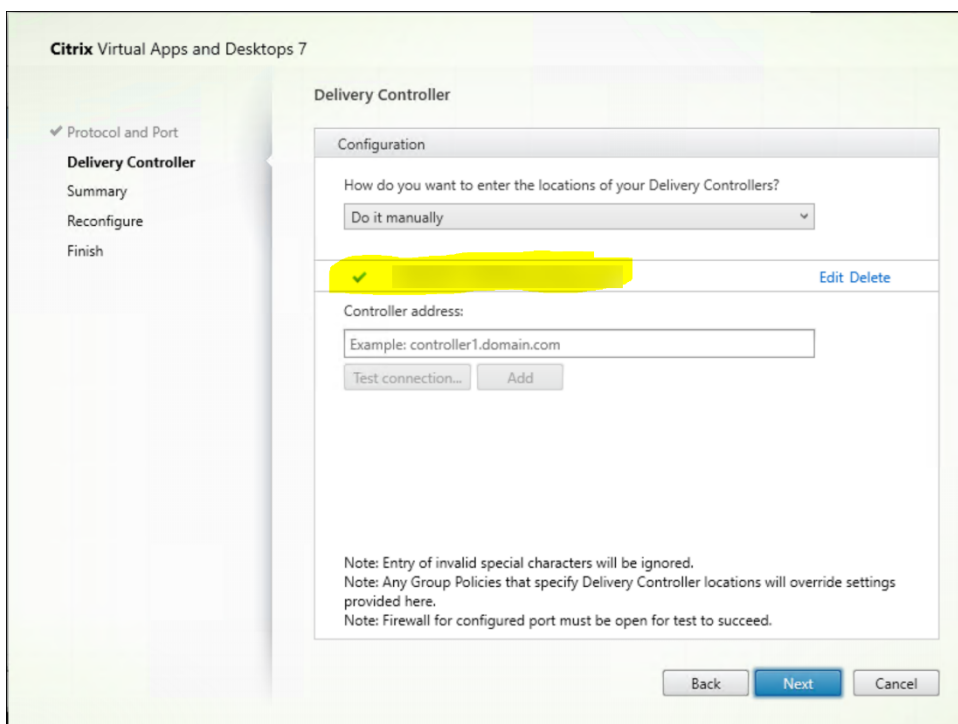 Citrix Virtual Apps and Desktops 7
Delivery Controller
Protocol and Port
Delivery Controller
Summary
Reconfigure
Finish
Configuration
How do you want to enter the locations of your Delivery Controllers?
Do it manually
Edit Delete
Controller address:
Example: controller1.domain.com
Test connection... Add
Note: Entry of invalid special characters will be ignored.
Note: Any Group Policies that specify Delivery Controller locations will override settings
provided here.
Note: Firewall for configured port must be open for test to succeed.
Back Next Cancel